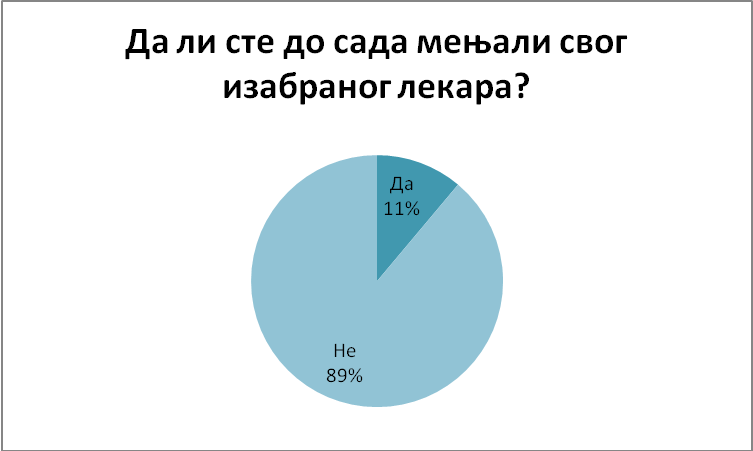 Да ли сте до сада мењали свог
изабраног лекара?
Да
11%
Не
89%